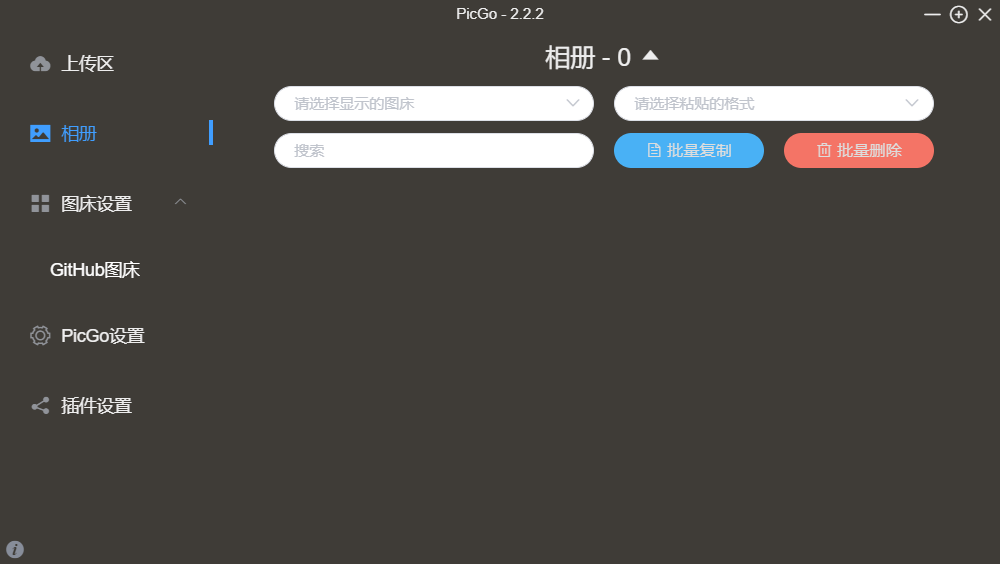 PicGo - 2.2.2
上传区
相册
图床设置
GitHub图床
PicGo设置
插件设置
相册 - 0
请选择显示的图床
请选择粘贴的格式
搜索
批量复制
批量删除